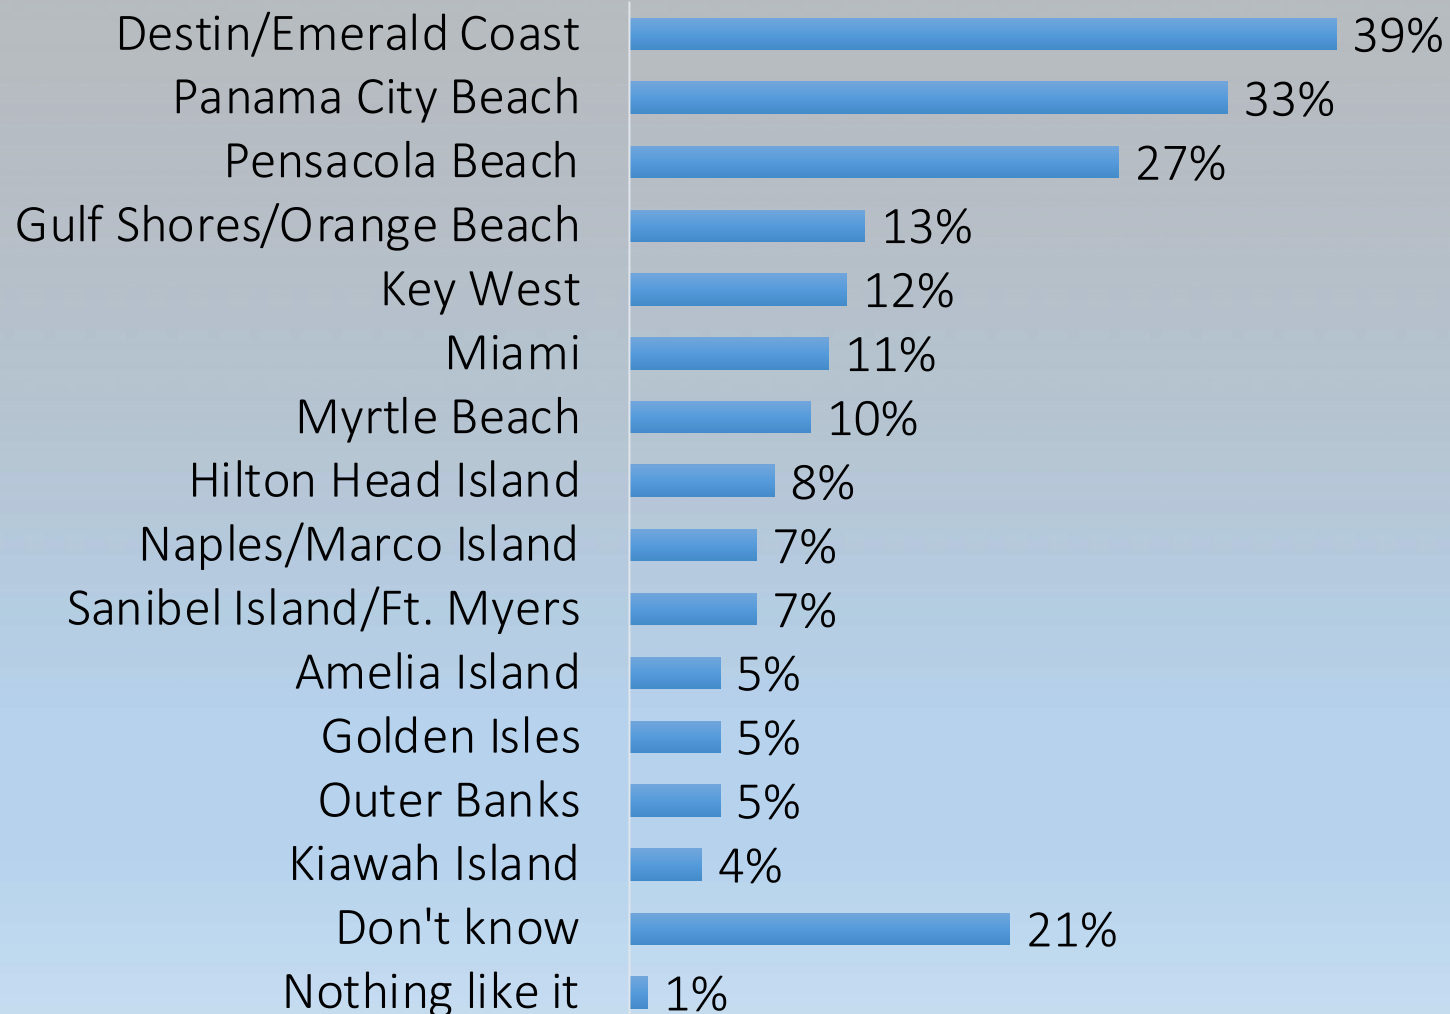 Destin/Emerald Coast 39%
Panama City Beach 33%
Pensacola Beach 27%
Gulf Shores/Orange Beach 13%
Key West 12%
Miami 11%
Myrtle Beach 10%
Hilton Head Island 8%
Naples/Marco Island 7%
Sanibel Island/Ft. Myers 7%
Amelia Island 5%
Golden Isles 5%
Outer Banks 5%
Kiawah Island 4%
Don't know 21%
Nothing like it 1%